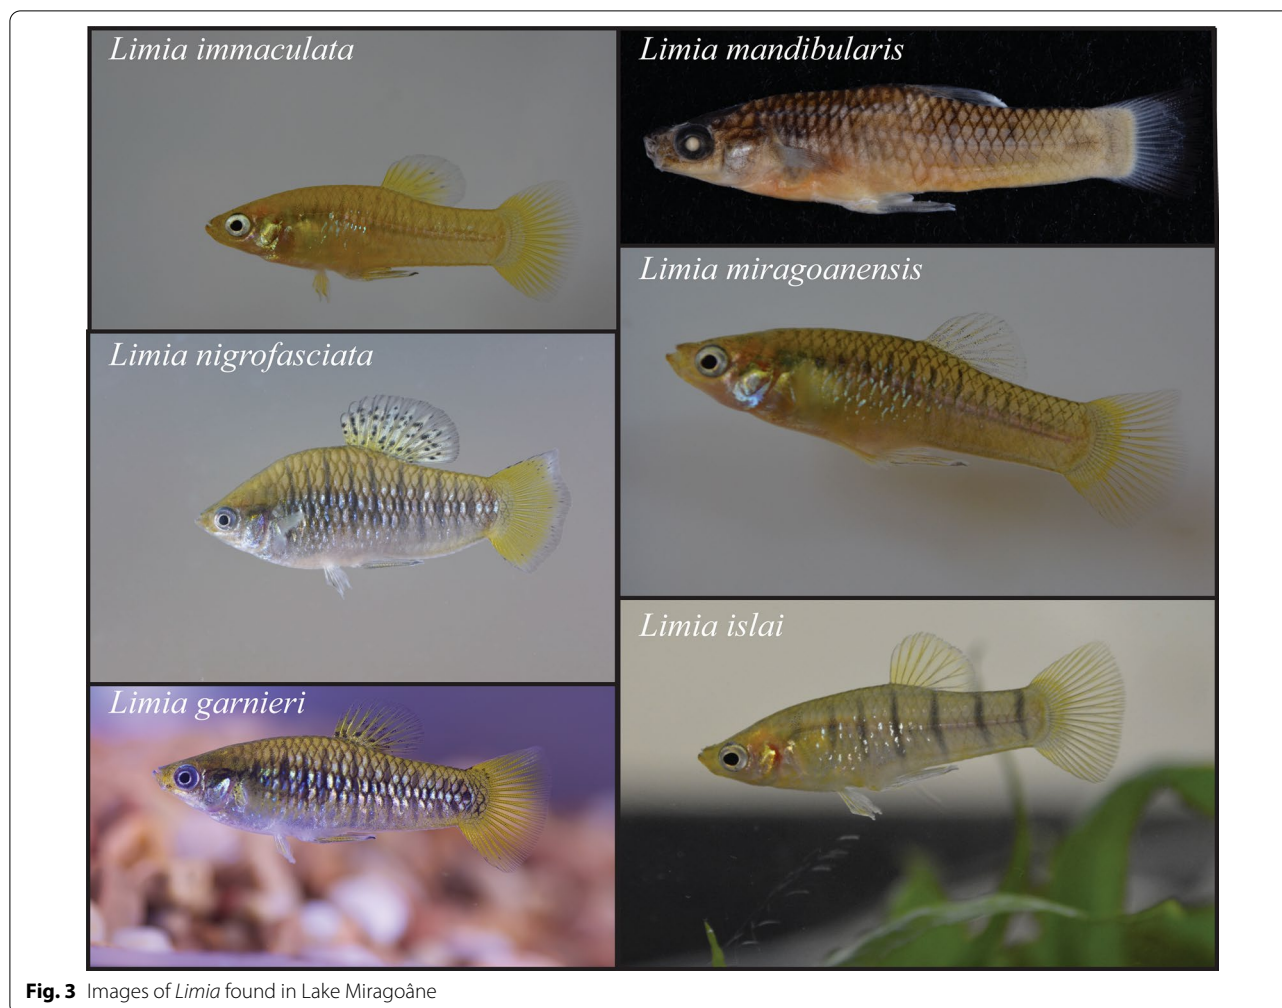 Limia immaculata
Limia mandibularis
Limia miragoanensis
Limia nigrofasciata
Limia islai
Limia garnieri
Fig. 3 Images of Limia found in Lake Miragoâne